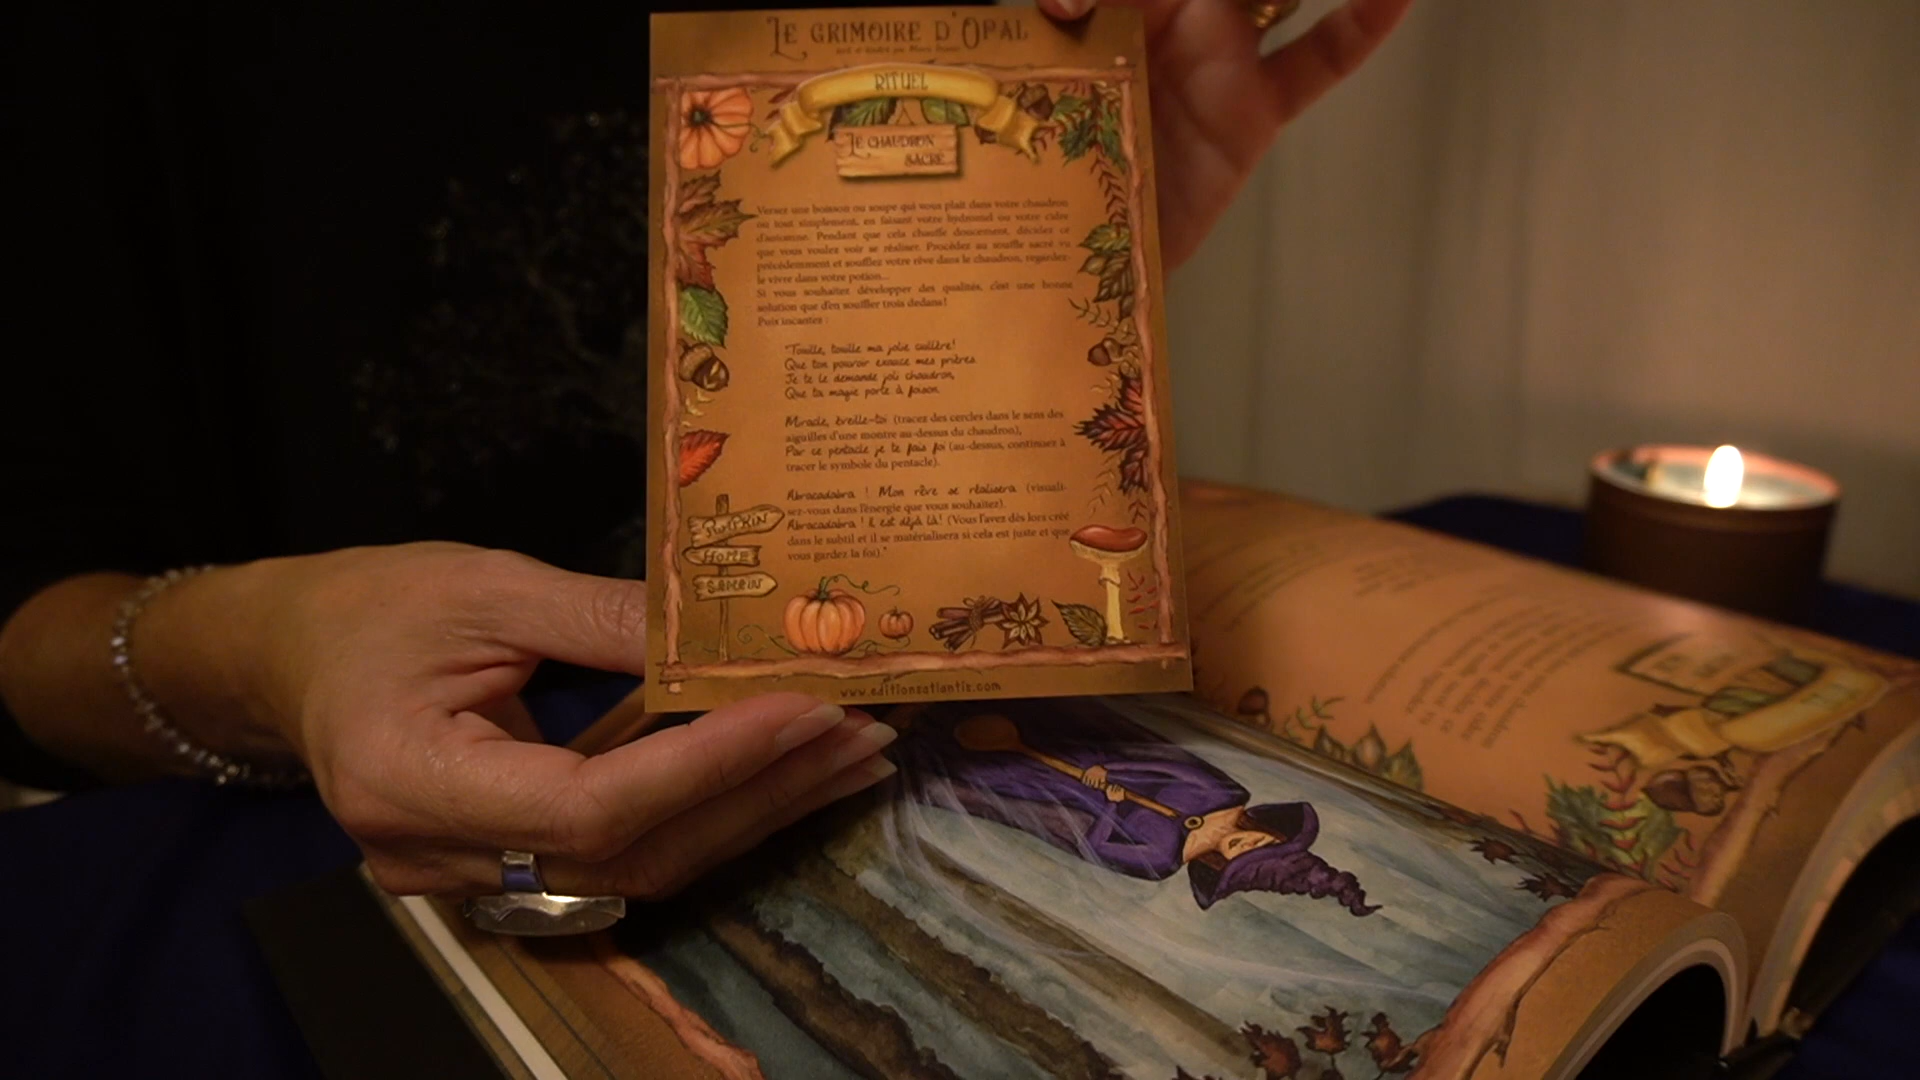 LE GRIMOIRE D'OPAL
RITUEL
LE CHAUDRON
SACRÉ
Versez une boisson ou soupe qui vous plait dans votre chaudron
ou tout simplement, en faisant votre hydromel ou votre cidre
d'automne. Pendant que cela chauffe doucement, décidez ce
que vous voulez voir se réaliser. Procédez au souffle sacré vu
précédemment et soufflez votre rêve dans le chaudron, regardez-
le vivre dans votre potion...
Si vous souhaitez développer des qualités, c'est une bonne
solution que d'en souffler trois dedans!
Puis incantez :
"Touille, touille ma jolie cuillère!
Que ton pouvoir exauce mes prières.
Je te le demande joli chaudron,
Que ta magie porte à foison.
Miracle, éveille-toi (tracez des cercles dans le sens des
aiguilles d'une montre au-dessus du chaudron),
Par ce pentacle je te fais foi (au-dessus, continuez à
tracer le symbole du pentacle).
Abracadabra ! Mon rêve se réalisera (visuali-
sez-vous dans l'énergie que vous souhaitez).
Abracadabra ! Il est déjà là! (Vous l'avez dès lors créé
dans le subtil et il se matérialisera si cela est juste et que
vous gardez la foi)."
PUMPKIN
HOME
SAMAIN
www.editionsatlantis.com